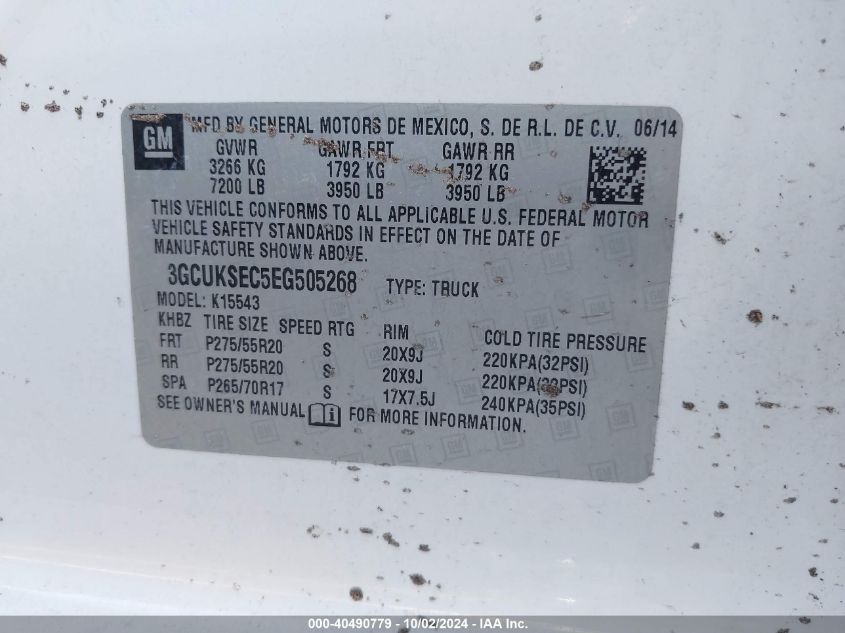 GM MFD BY GENERAL MOTORS DE MEXICO, S. DE R.L. DE C.V. 06/14
GVWR GAWR FRT GAWR RR
3266 KG 1792 KG 1792 KG
7200 LB 3950 LB 3950 LB
THIS VEHICLE CONFORMS TO ALL APPLICABLE U.S. FEDERAL MOTOR
VEHICLE SAFETY STANDARDS IN EFFECT ON THE DATE OF
MANUFACTURE SHOWN ABOVE.
3GCUKSEC5EG505268 TYPE: TRUCK
MODEL: K15543
KHBZ TIRE SIZE SPEED RTG RIM COLD TIRE PRESSURE
FRT P275/55R20 S 20X9J 220KPA(32PSI)
RR P275/55R20 S 20X9J 220KPA(32PSI)
SPA P265/70R17 S 17X7.5J 240KPA(35PSI)
SEE OWNER'S MANUAL FOR MORE INFORMATION.
000-40490779 - 10/02/2024 - IAA Inc.